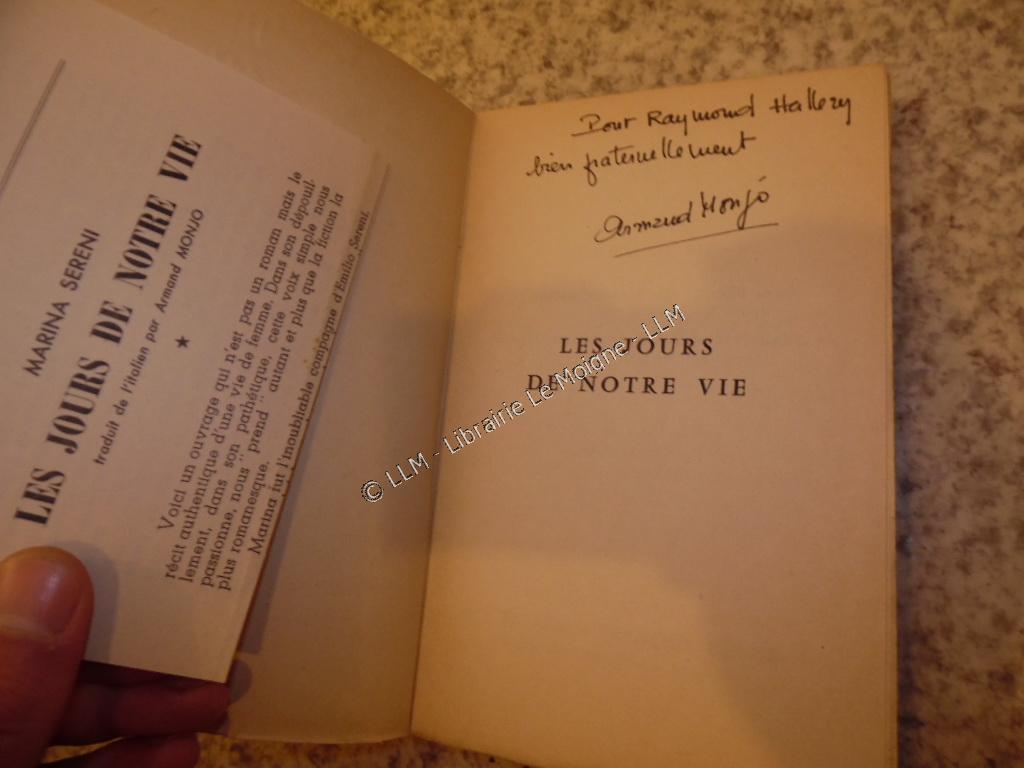 MARINA SERENI
LES JOURS DE NOTRE VIE
traduit de l'italien par Armand MONJO
★
Voici un ouvrage qui n'est pas un roman mais le
récit authentique d'une vie de femme. Dans son dépouil-
lement, dans son pathétique, cette voix simple nous
passionne, nous "prend" autant et plus que la fiction la
plus romanesque.
Marina fut l'inoubliable compagne d'Emilio Sereni.
Pour Raymond Hallery
bien fraternellement
Armand Monjo
LES JOURS
DE NOTRE VIE
© LLM - Librairie Le Moigne - LLM